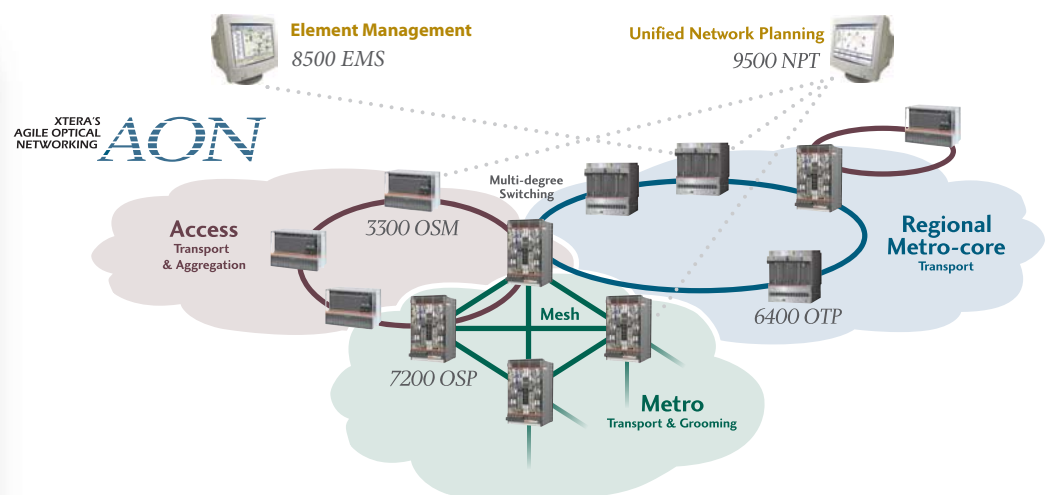 Element Management
8500 EMS
Unified Network Planning
9500 NPT
XTERA'S
AGILE OPTICAL
NETWORKING
AON
Multi-degree
Switching
3300 OSM
Access
Transport
& Aggregation
Regional
Metro-core
Transport
6400 OTP
Mesh
7200 OSP
Metro
Transport & Grooming